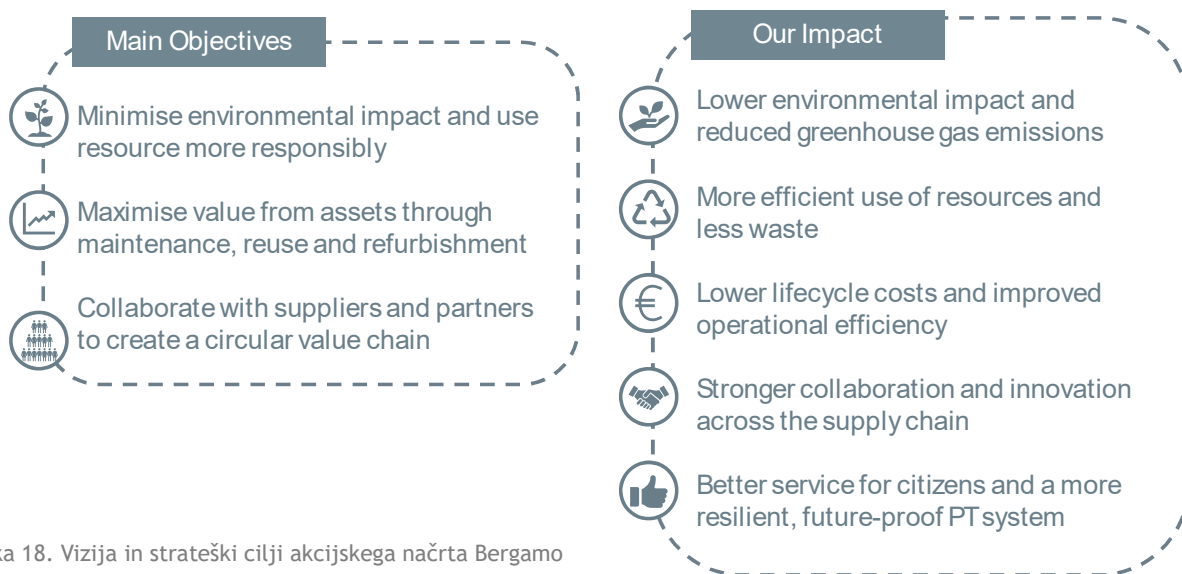 Main Objectives
Minimise environmental impact and use
resource more responsibly
Maximise value from assets through
maintenance, reuse and refurbishment
Collaborate with suppliers and partners
to create a circular value chain
Our Impact
Lower environmental impact and
reduced greenhouse gas emissions
More efficient use of resources and
less waste
€
Lower lifecycle costs and improved
operational efficiency
Stronger collaboration and innovation
across the supply chain
Better service for citizens and a more
resilient, future-proof PT system
18. Vizija in strateški cilji akcijskega načrta Bergamo